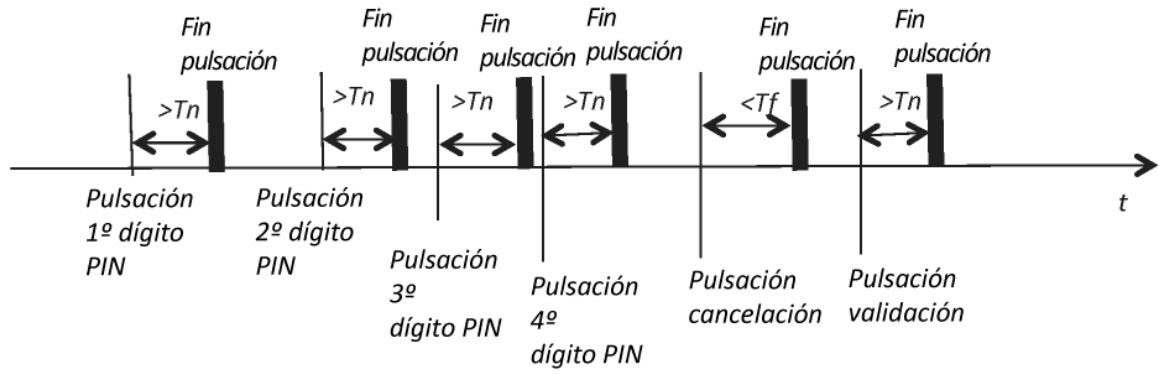 Fin
pulsación
Fin
pulsación
Fin
pulsación
Fin
pulsación
Fin
pulsación
Fin
pulsación
>Tn
>Tn
>Tn
>Tn
<Tf
>Tn
t
Pulsación
1º dígito
PIN
Pulsación
2º dígito
PIN
Pulsación
3º
dígito PIN
Pulsación
4º
dígito PIN
Pulsación
cancelación
Pulsación
validación